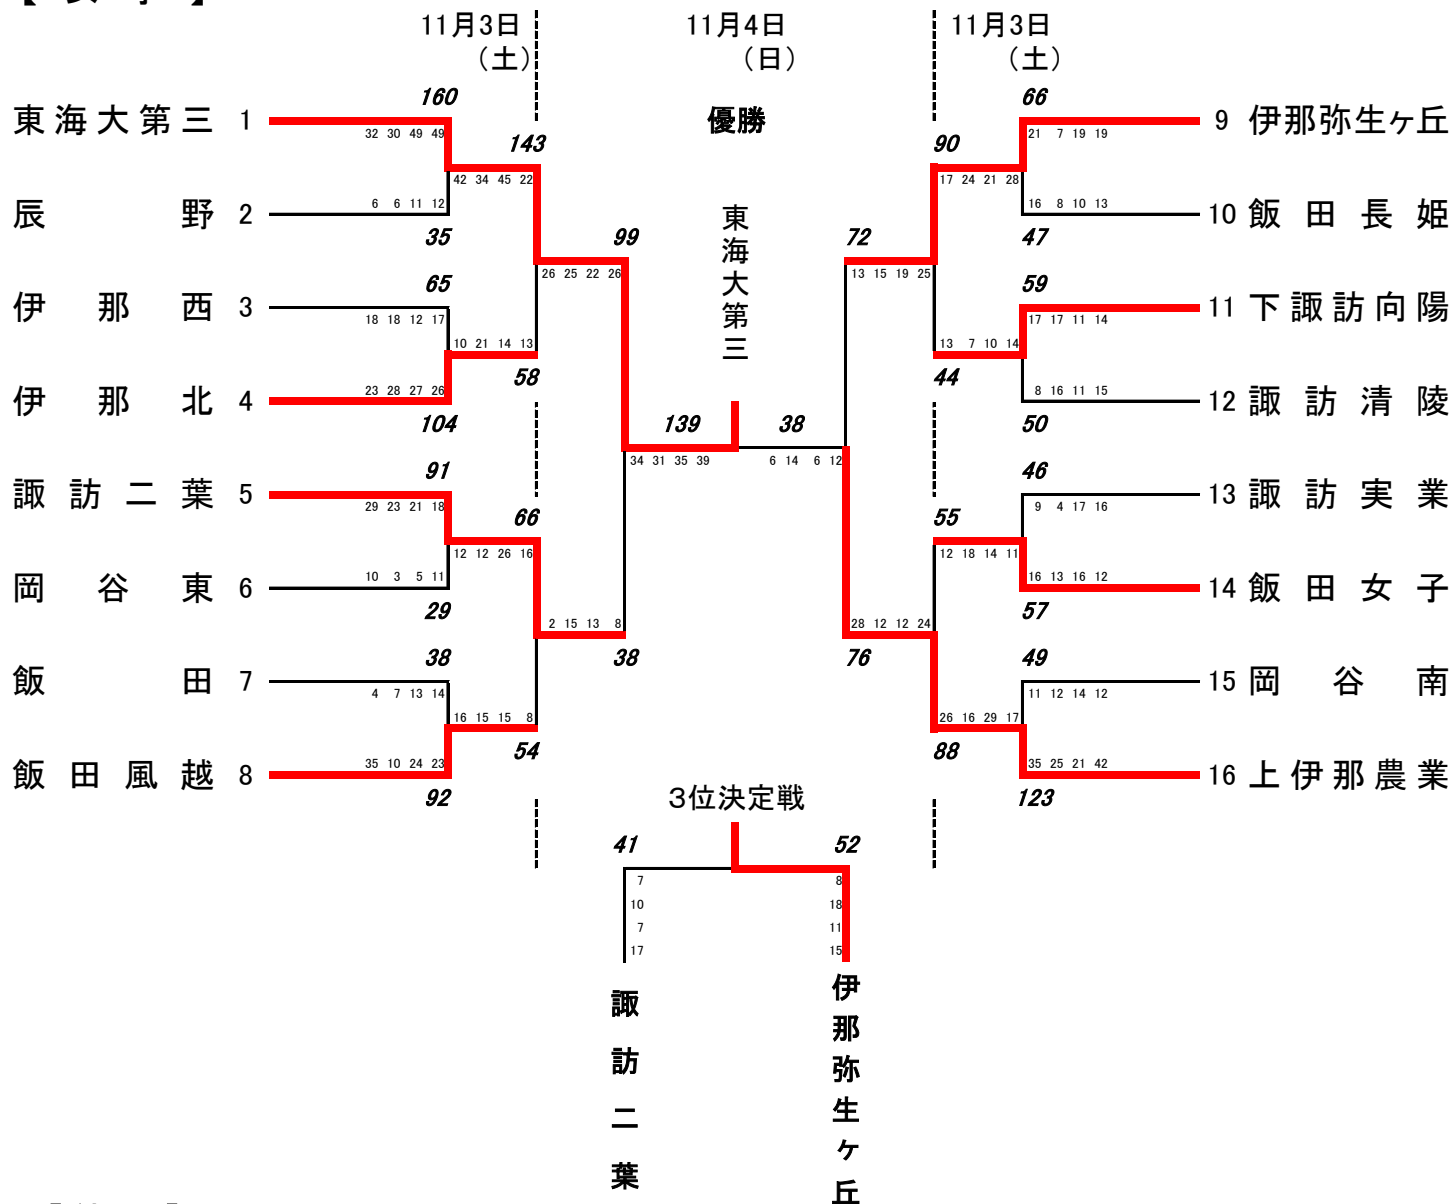 11月3日 11月4日 11月3日
（土） （日） （土）
優勝
東海大第三
東海大第三 1 160
32 30 49 49
143
42 34 45 22
辰野 2 6 6 11 12
35
99
26 25 22 26
伊那西 3 65
18 18 12 17
10 21 14 13
58
伊那北 4 23 28 27 26
104
139
34 31 35 39
諏訪二葉 5 91
29 23 21 18
66
12 12 26 16
岡谷東 6 10 3 5 11
29
2 15 13 8
38
飯田 7 38
4 7 13 14
16 15 15 8
54
飯田風越 8 35 10 24 23
92
66 9 伊那弥生ヶ丘
21 7 19 19
90
17 24 21 28
16 8 10 13 10 飯田長姫
47
72
13 15 19 25
59 11 下諏訪向陽
17 17 11 14
13 7 10 14
44
8 16 11 15 12 諏訪清陵
50
38
6 14 6 12
46 13 諏訪実業
9 4 17 16
55
12 18 14 11
16 13 16 12 14 飯田女子
57
28 12 12 24
76
49 15 岡谷南
11 12 14 12
26 16 29 17
88
35 25 21 42 16 上伊那農業
123
3位決定戦
41 52
7 8
10 18
7 11
17 15
諏訪二葉
伊那弥生ヶ丘